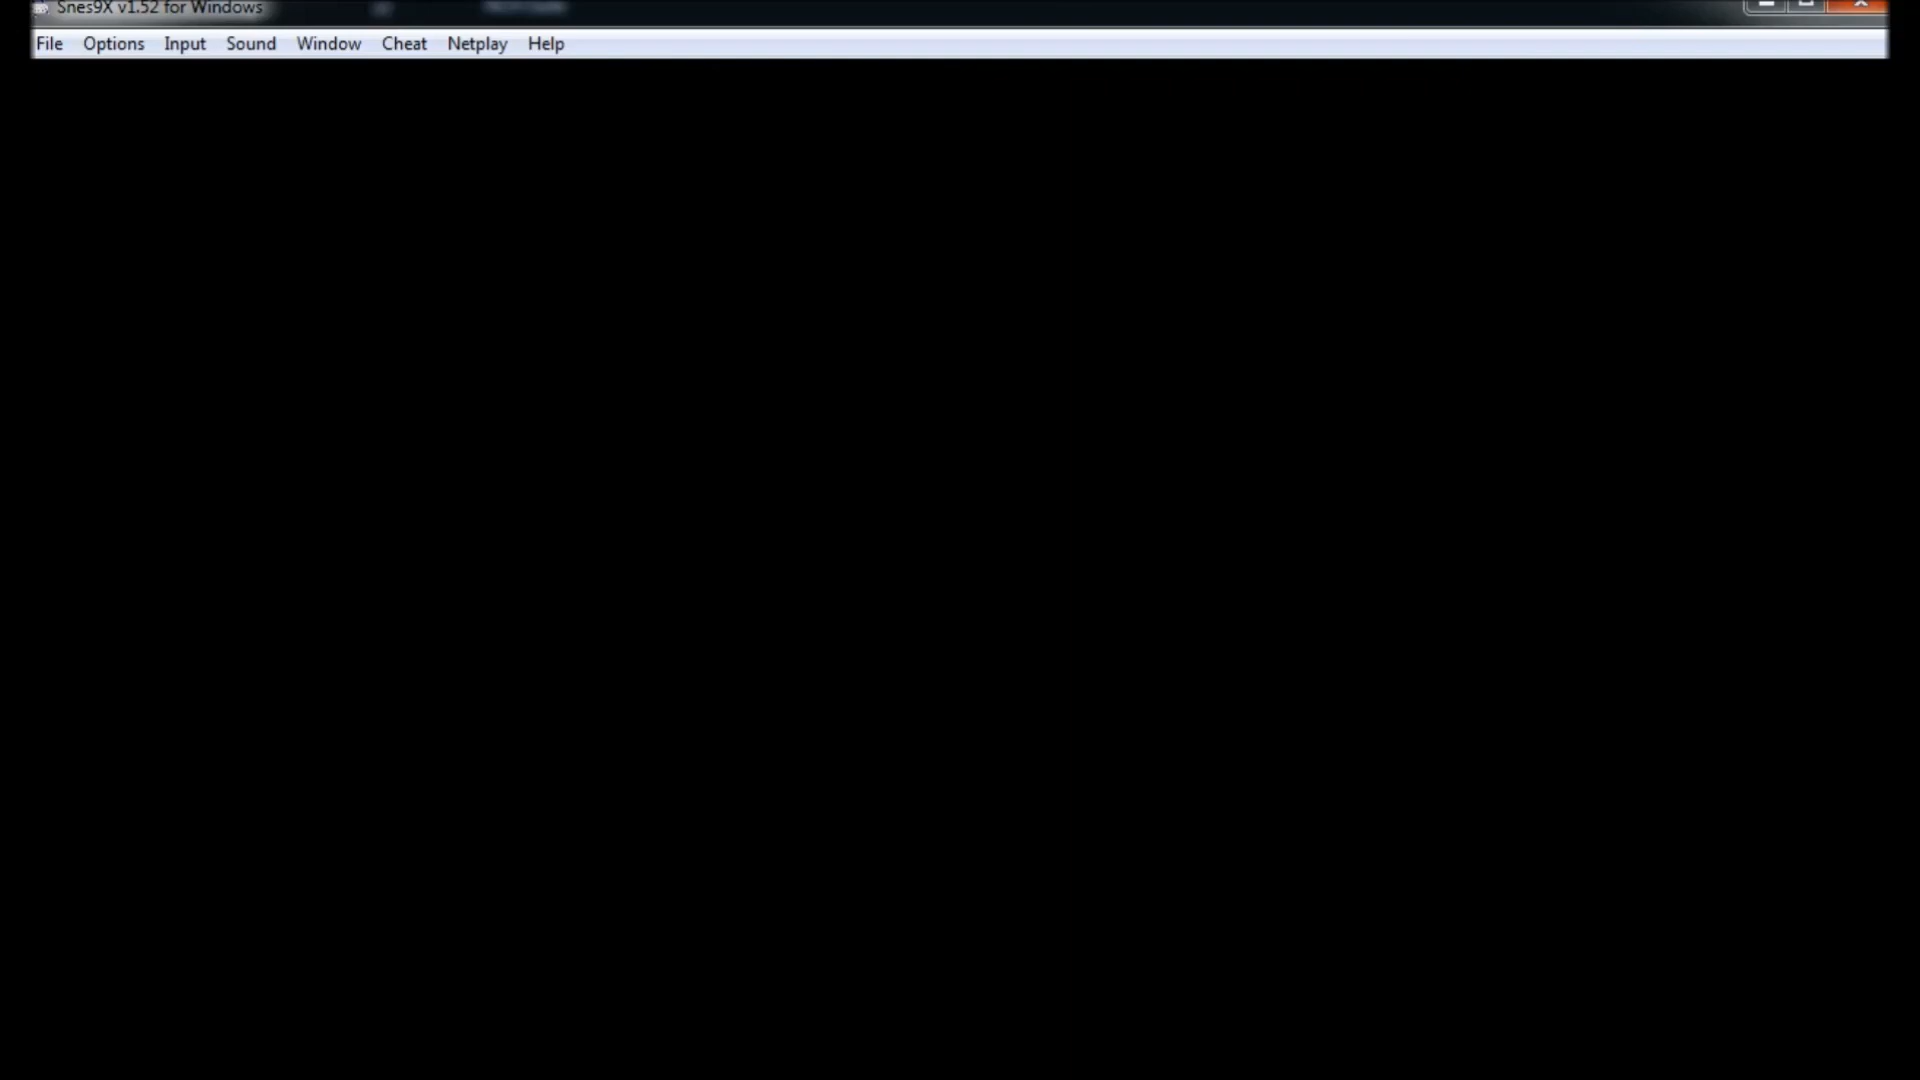 Snes9X v1.52 for Windows
File Options Input Sound Window Cheat Netplay Help